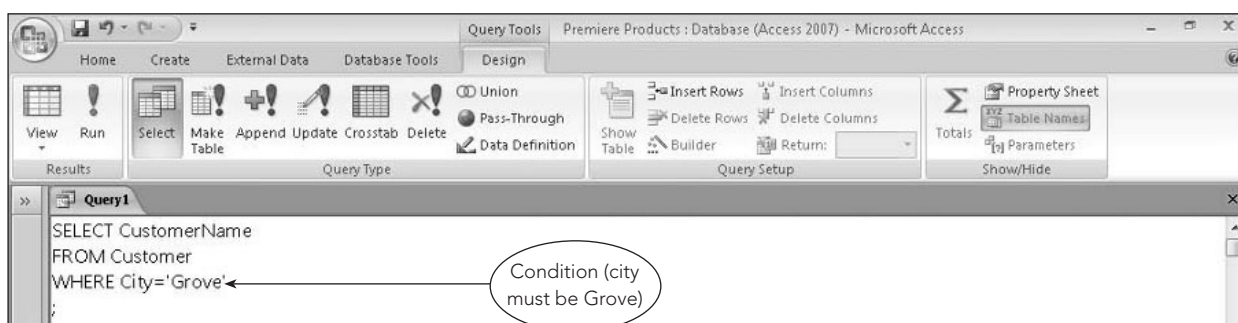 Query Tools
Premiere Products : Database (Access 2007) - Microsoft Access
Home Create External Data Database Tools Design
View
Run
Results
Select
Make Table
Append
Update
Crosstab
Delete
Union
Pass-Through
Data Definition
Query Type
Show Table
Insert Rows
Delete Rows
Builder
Insert Columns
Delete Columns
Return:
Query Setup
Totals
Property Sheet
Table Names
Parameters
Show/Hide
Query1
SELECT CustomerName
FROM Customer
WHERE City='Grove'
;
Condition (city
must be Grove)